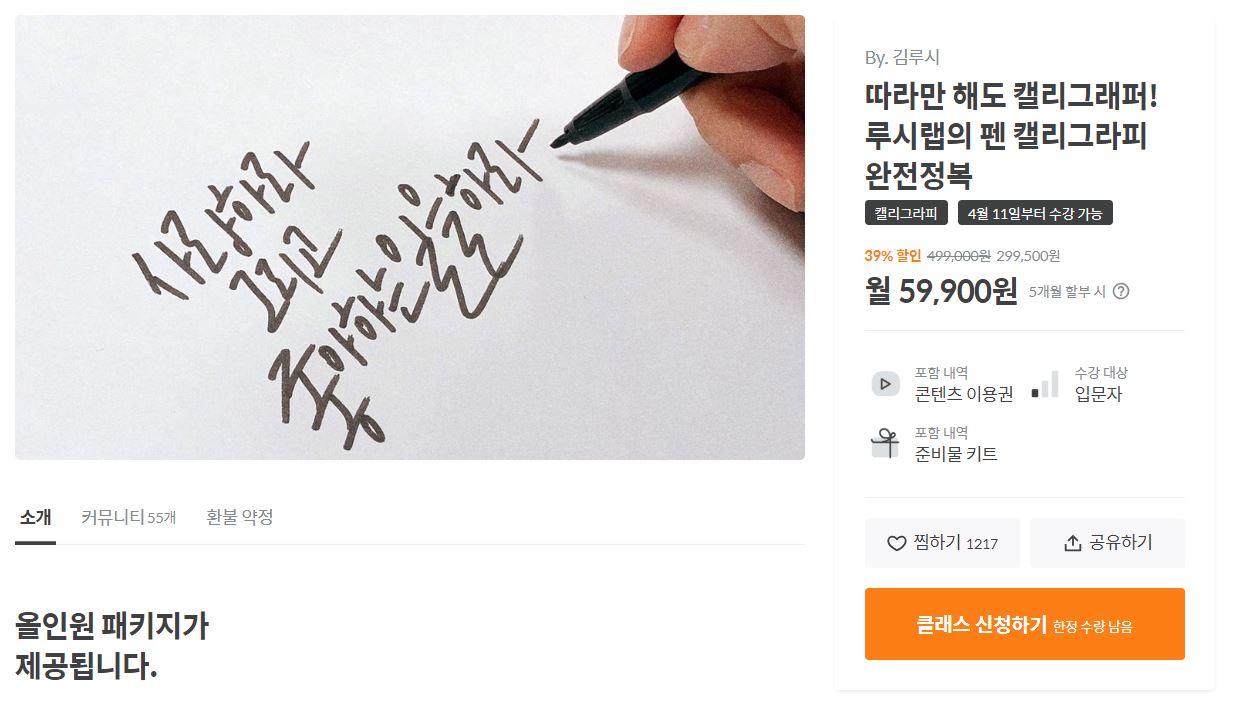 사랑하라
그리고
좋아하는 일을 하라
By. 김루시
따라만 해도 캘리그래퍼!
루시랩의 펜 캘리그라피
완전정복
캘리그라피
4월 11일부터 수강 가능
39% 할인 499,000원 299,500원
월 59,900원 5개월 할부 시 ?
포함 내역
콘텐츠 이용권
수강 대상
입문자
포함 내역
준비물 키트
찜하기 1217
공유하기
클래스 신청하기 한정 수량 남음
소개 커뮤니티 55개 환불 약정
올인원 패키지가
제공됩니다.